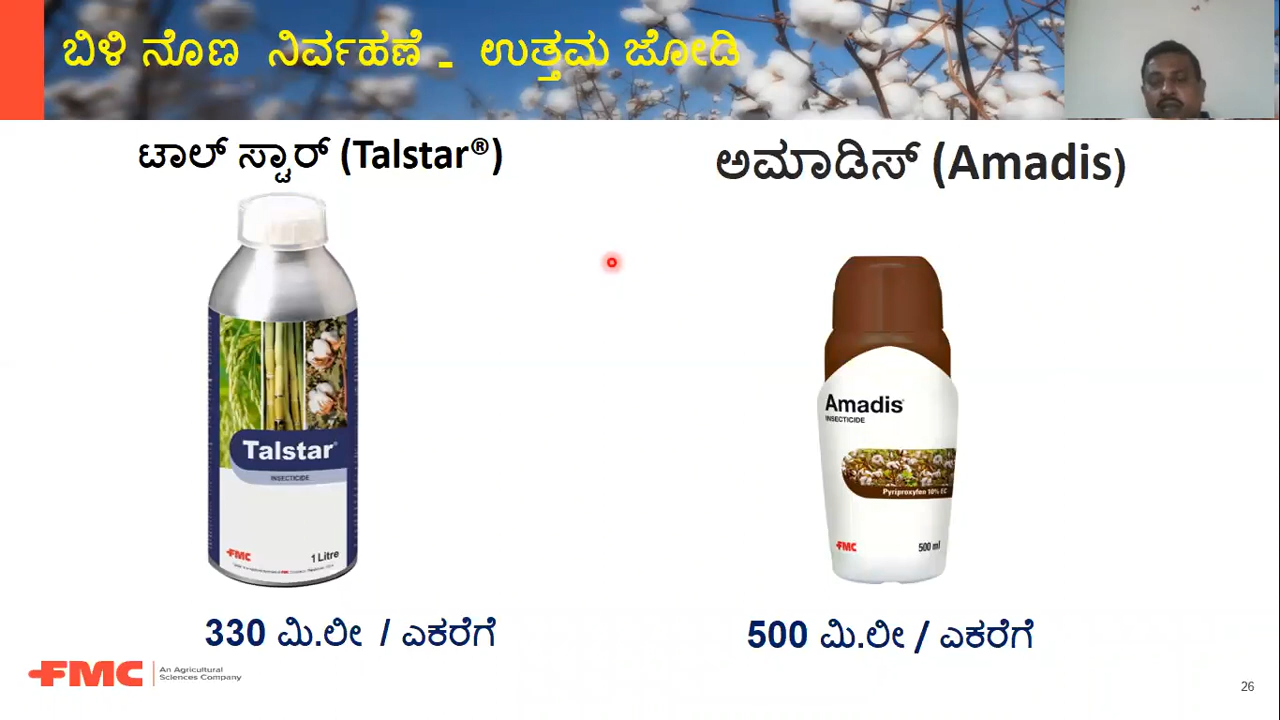 ಬಿಳಿ ನೊಣ ನಿರ್ವಹಣೆ - ಉತ್ತಮ ಜೋಡಿ
ಟಾಲ್ ಸ್ಟಾರ್ (Talstar®)
ಅಮಾಡಿಸ್ (Amadis)
Talstar®
INSECTICIDE
FMC
1 Litre
Amadis®
INSECTICIDE
Pyriproxyfen 10% EC
FMC
500 ml
330 ಮಿ.ಲೀ / ಎಕರೆಗೆ
500 ಮಿ.ಲೀ / ಎಕರೆಗೆ
FMC
An Agricultural
Sciences Company
26